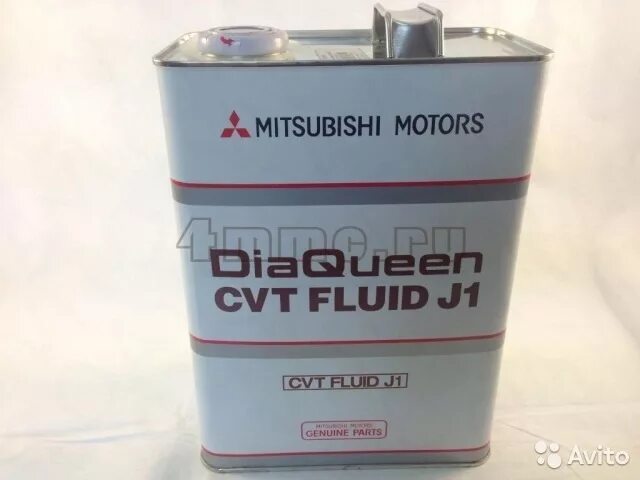 MITSUBISHI MOTORS
4mmc.ru
DiaQueen
CVT FLUID J1
CVT FLUID J1
MITSUBISHI MOTORS
GENUINE PARTS
Avito